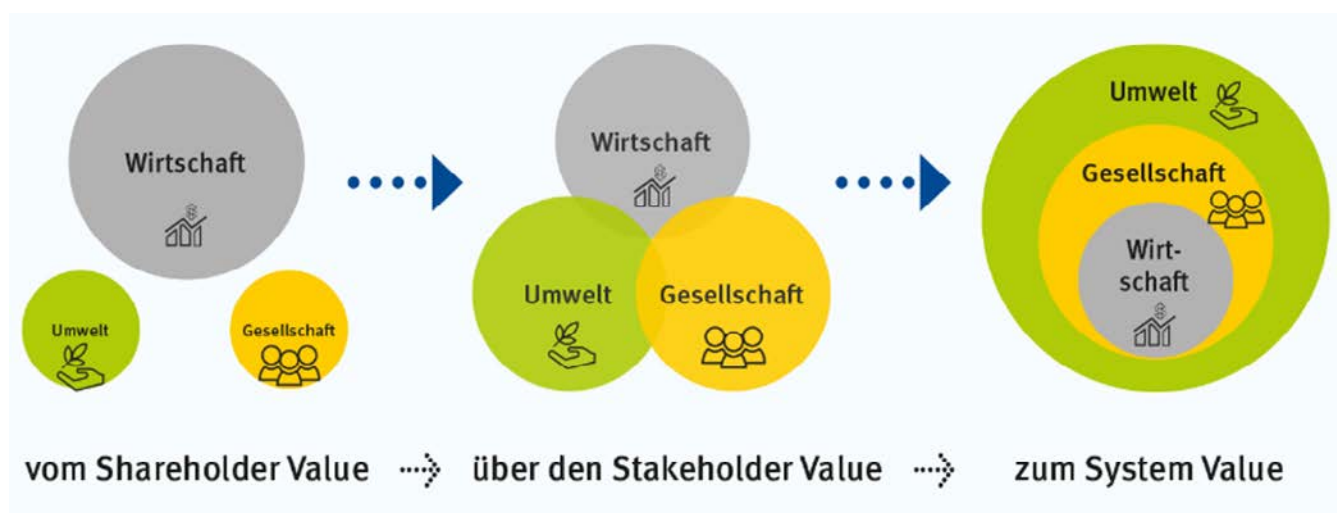 Wirtschaft
Umwelt
Gesellschaft
Wirtschaft
Umwelt
Gesellschaft
Umwelt
Gesellschaft
Wirt-
schaft
vom Shareholder Value
über den Stakeholder Value
zum System Value